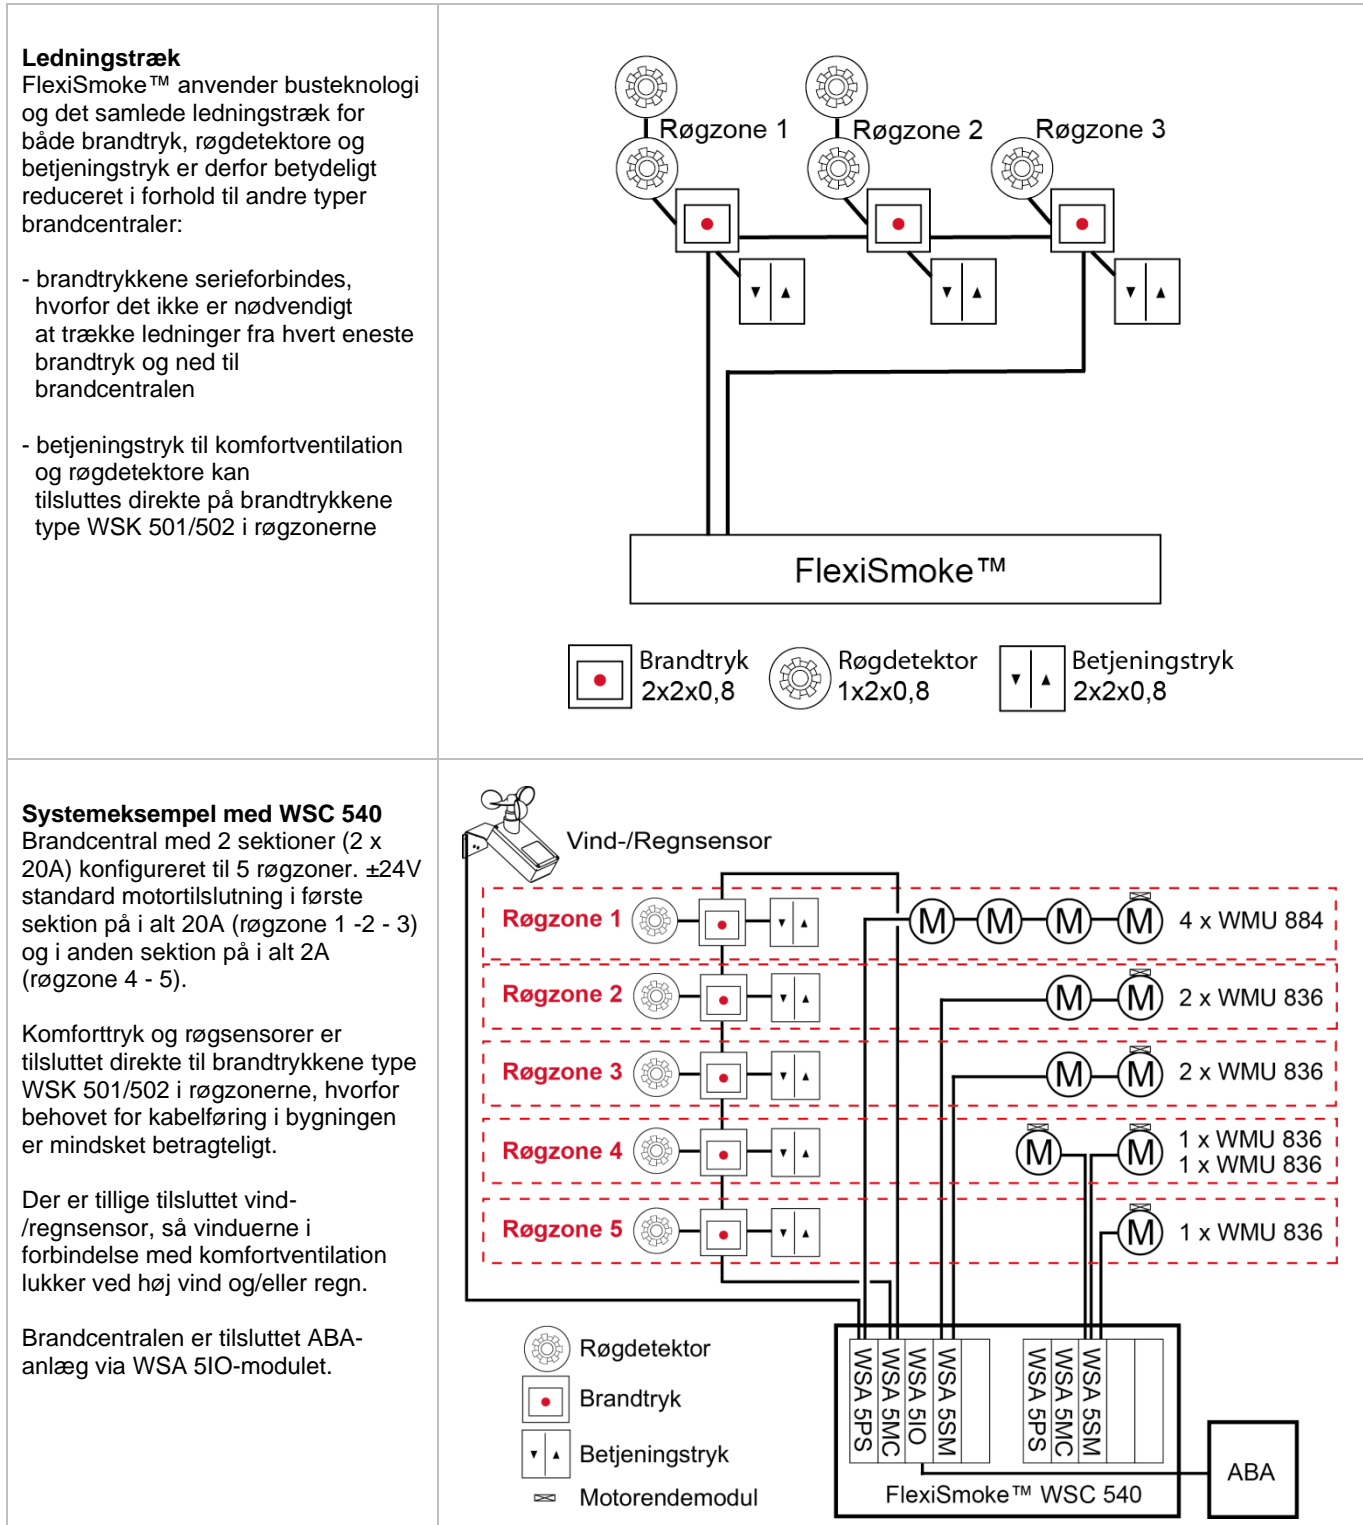 Ledningstræk
FlexiSmoke™ anvender busteknologi
og det samlede ledningstræk for
både brandtryk, røgdetektore og
betjeningstryk er derfor betydeligt
reduceret i forhold til andre typer
brandcentraler:
- brandtrykkene serieforbindes,
hvorfor det ikke er nødvendigt
at trække ledninger fra hvert eneste
brandtryk og ned til
brandcentralen
- betjeningstryk til komfortventilation
og røgdetektore kan
tilsluttes direkte på brandtrykkene
type WSK 501/502 i røgzonerne
Røgzone 1
Røgzone 2
Røgzone 3
FlexiSmoke™
Brandtryk
2x2x0,8
Røgdetektor
1x2x0,8
Betjeningstryk
2x2x0,8
Systemeksempel med WSC 540
Brandcentral med 2 sektioner (2 x
20A) konfigureret til 5 røgzoner. ±24V
standard motortilslutning i første
sektion på i alt 20A (røgzone 1 -2 - 3)
og i anden sektion på i alt 2A
(røgzone 4 - 5).
Komforttryk og røgsensorer er
tilsluttet direkte til brandtrykkene type
WSK 501/502 i røgzonerne, hvorfor
behovet for kabelføring i bygningen
er mindsket betragteligt.
Der er tillige tilsluttet vind-
/regnsensor, så vinduerne i
forbindelse med komfortventilation
lukker ved høj vind og/eller regn.
Brandcentralen er tilsluttet ABA-
anlæg via WSA 5IO-modulet.
Vind-/Regnsensor
Røgzone 1
M M M M
4 x WMU 884
Røgzone 2
M M
2 x WMU 836
Røgzone 3
M M
2 x WMU 836
Røgzone 4
M M
1 x WMU 836
1 x WMU 836
Røgzone 5
M
1 x WMU 836
Røgdetektor
Brandtryk
Betjeningstryk
Motorendemodul
WSA 5PS
WSA 5MC
WSA 5IO
WSA 5SM
WSA 5PS
WSA 5MC
WSA 5SM
FlexiSmoke™ WSC 540
ABA